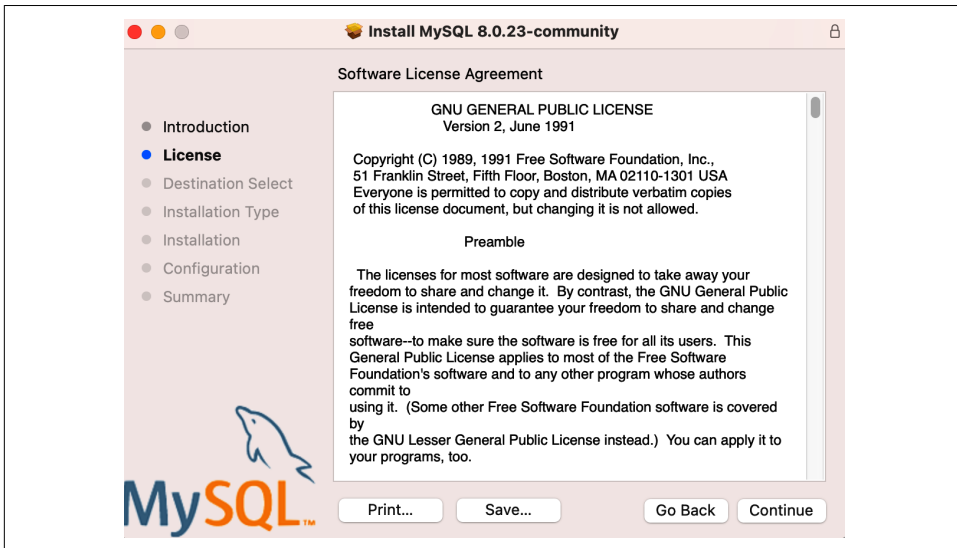 Install MySQL 8.0.23-community
Software License Agreement
Introduction
License
Destination Select
Installation Type
Installation
Configuration
Summary
GNU GENERAL PUBLIC LICENSE
Version 2, June 1991
Copyright (C) 1989, 1991 Free Software Foundation, Inc.,
51 Franklin Street, Fifth Floor, Boston, MA 02110-1301 USA
Everyone is permitted to copy and distribute verbatim copies
of this license document, but changing it is not allowed.
Preamble
The licenses for most software are designed to take away your
freedom to share and change it.  By contrast, the GNU General Public
License is intended to guarantee your freedom to share and change
free
software--to make sure the software is free for all its users.  This
General Public License applies to most of the Free Software
Foundation's software and to any other program whose authors
commit to
using it.  (Some other Free Software Foundation software is covered
by
the GNU Lesser General Public License instead.)  You can apply it to
your programs, too.
MySQL™
Print...
Save...
Go Back
Continue